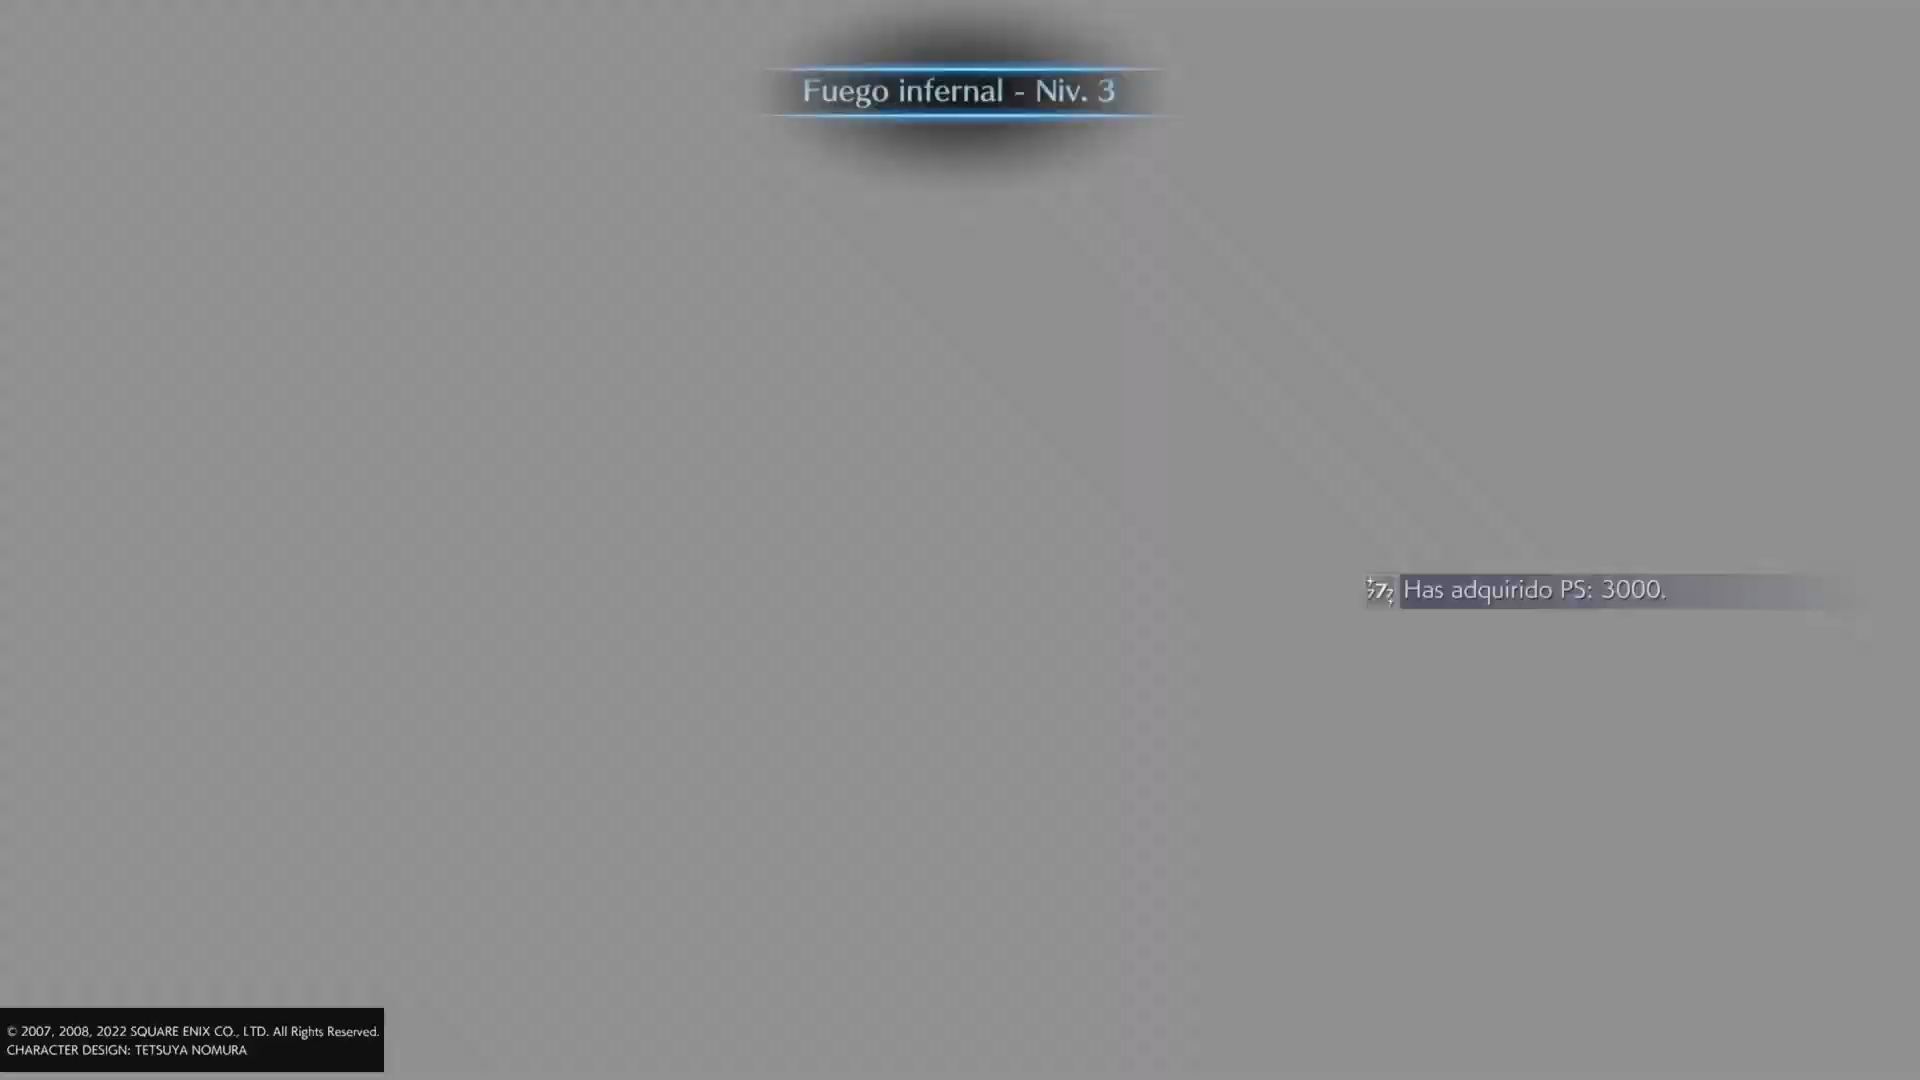 Fuego infernal - Niv. 3
Has adquirido PS: 3000.
© 2007, 2008, 2022 SQUARE ENIX CO., LTD. All Rights Reserved.
CHARACTER DESIGN: TETSUYA NOMURA